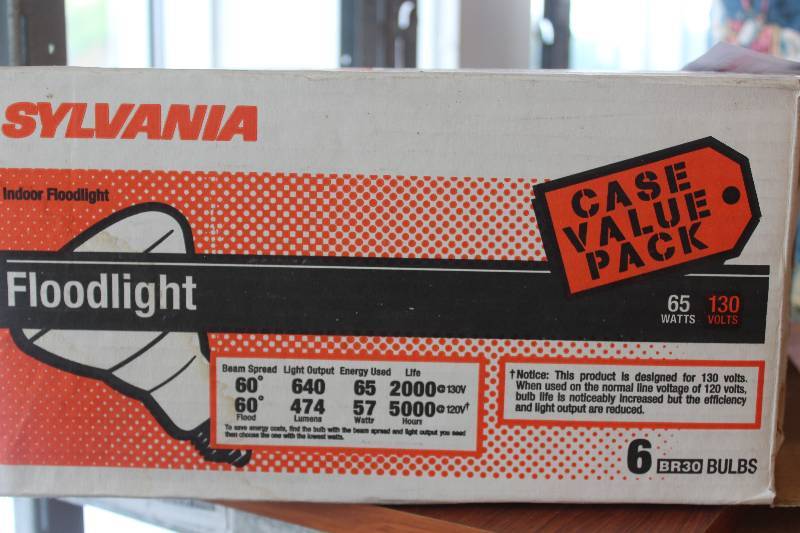 SYLVANIA
Indoor Floodlight
CASE
VALUE
PACK
Floodlight
65 130
WATTS VOLTS
Beam Spread Light Output Energy Used Life
60° 640 65 2000@130V
60° 474 57 5000@120V†
Flood Lumens Watts Hours
To save energy costs, find the bulb with the beam spread and light output you need
then choose the one with the lowest watts.
†Notice: This product is designed for 130 volts.
When used on the normal line voltage of 120 volts,
bulb life is noticeably increased but the efficiency
and light output are reduced.
6 BR30 BULBS